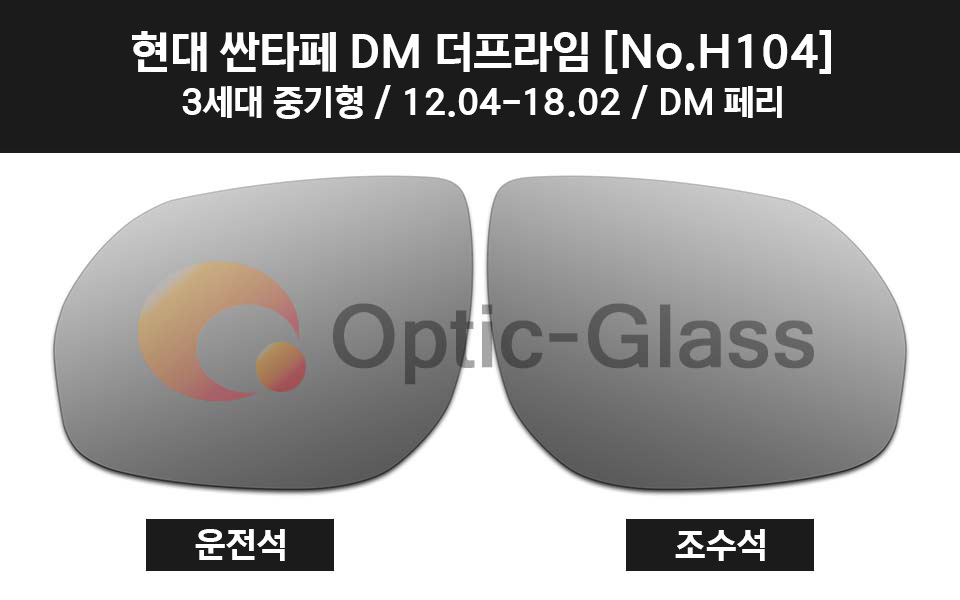 현대 싼타페 DM 더프라임 [No.H104]
3세대 중기형 / 12.04-18.02 / DM 페리
Optic-Glass
운전석
조수석